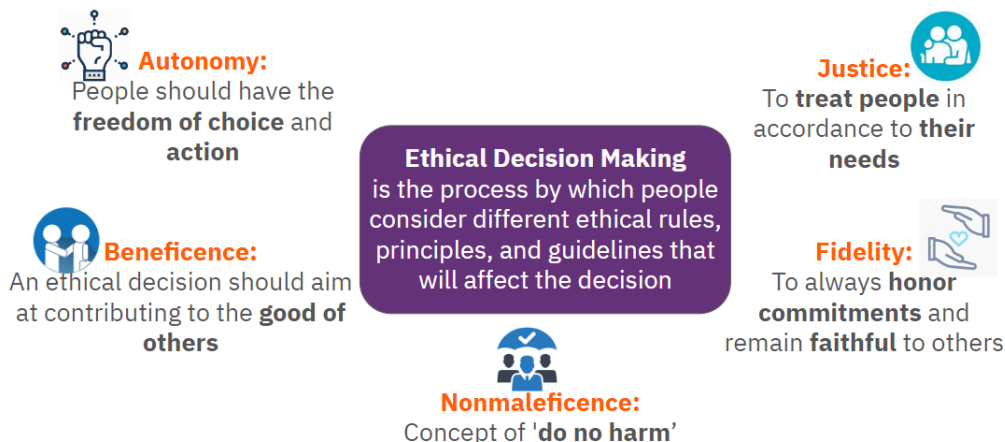 Autonomy:
People should have the
freedom of choice and
action
Justice:
To treat people in
accordance to their
needs
Ethical Decision Making
is the process by which people
consider different ethical rules,
principles, and guidelines that
will affect the decision
Beneficence:
An ethical decision should aim
at contributing to the good of
others
Fidelity:
To always honor
commitments and
remain faithful to others
Nonmaleficence:
Concept of 'do no harm’